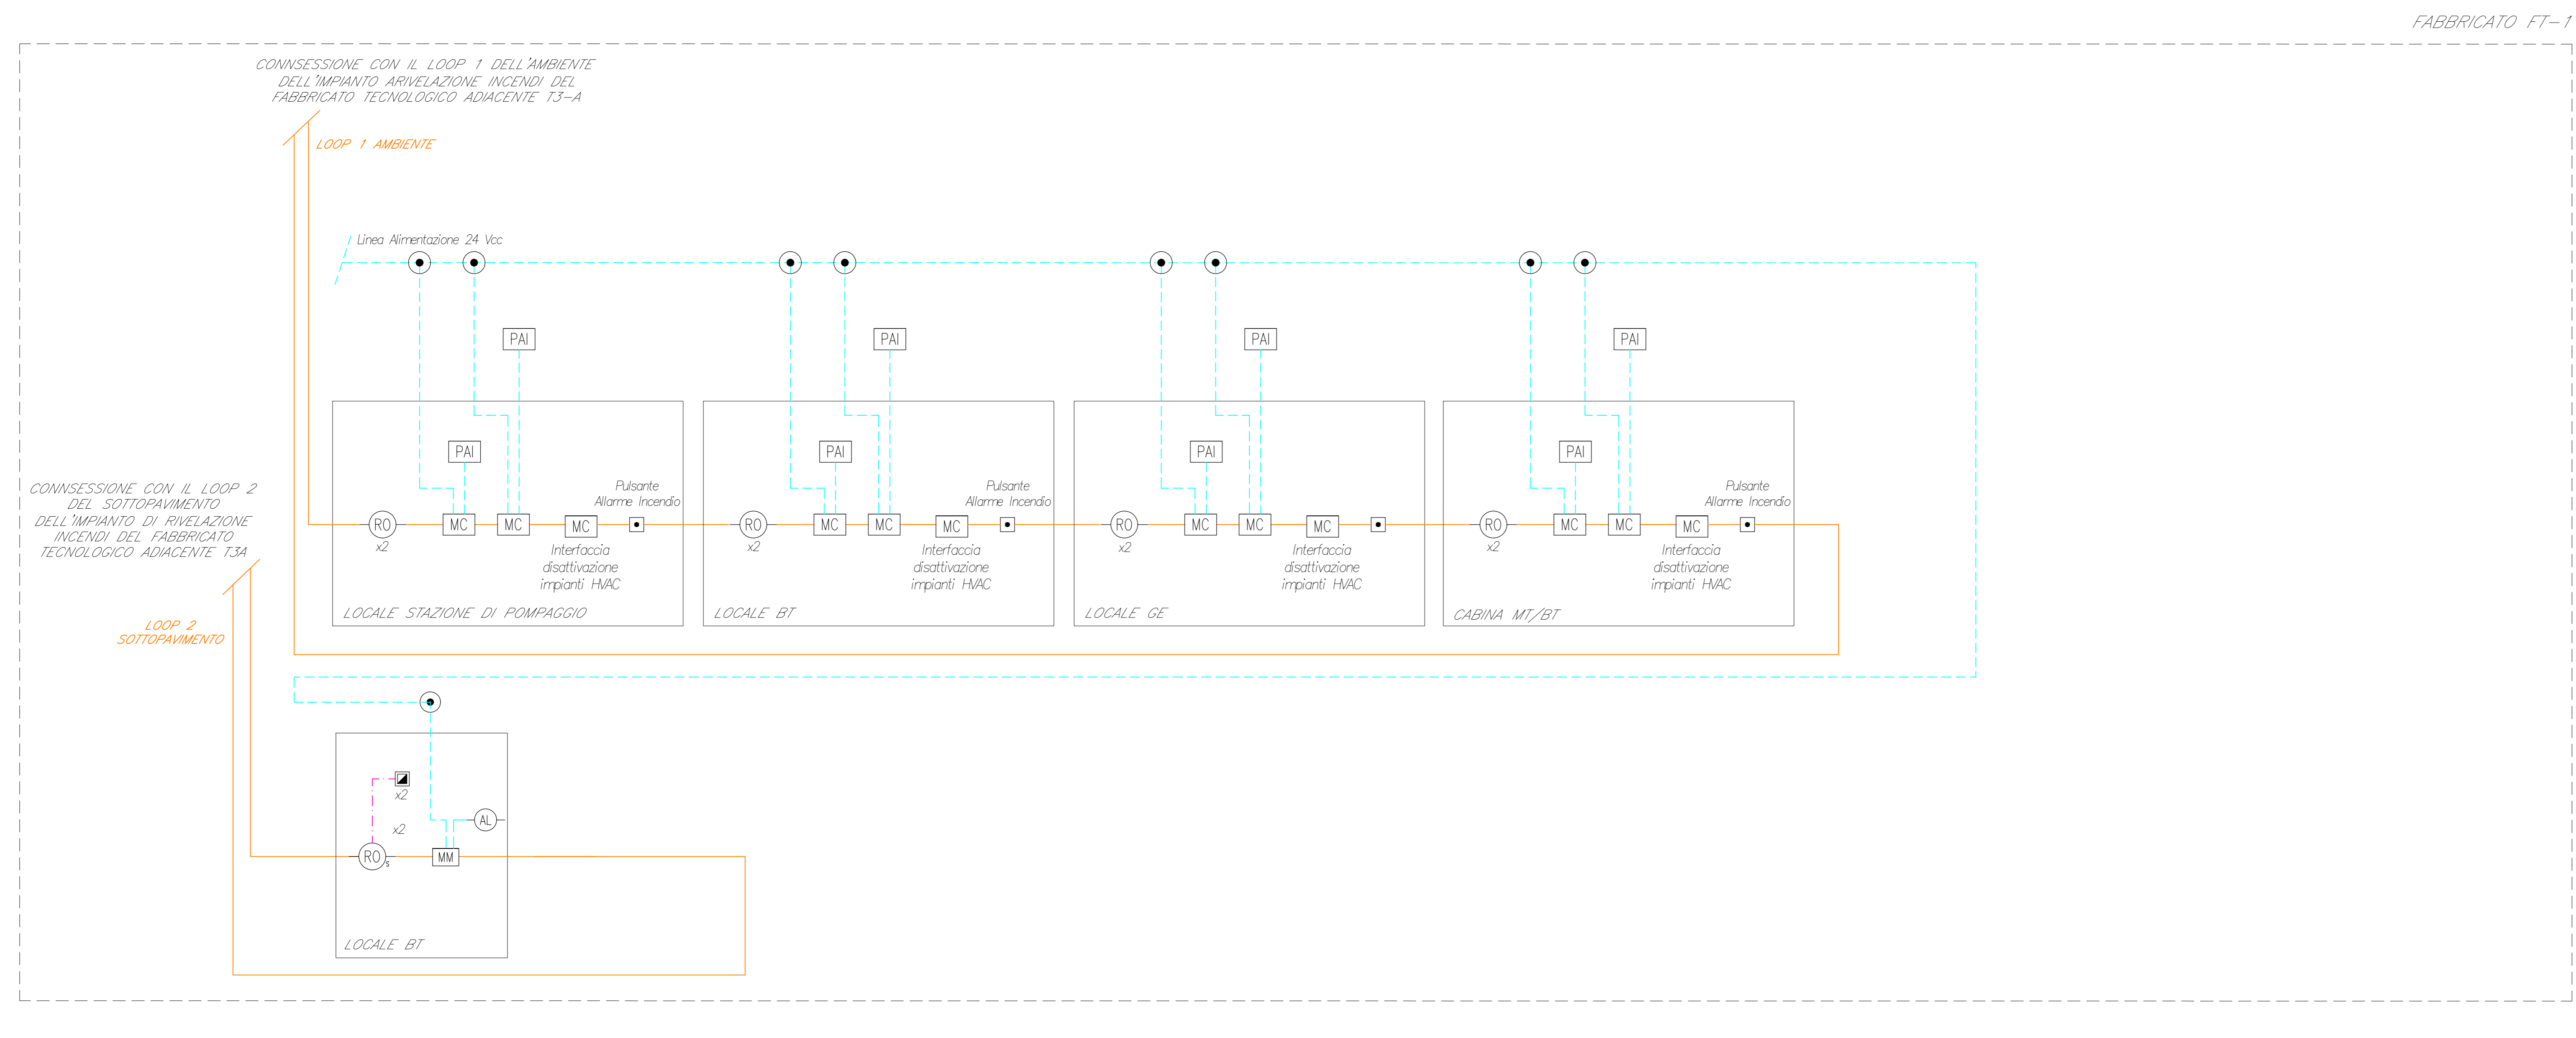 FABBRICATO FT-1
CONNSESSIONE CON IL LOOP 1 DELL'AMBIENTE
DELL'IMPIANTO ARIVELAZIONE INCENDI DEL
FABBRICATO TECNOLOGICO ADIACENTE T3-A
LOOP 1 AMBIENTE
Linea Alimentazione 24 Vcc
PAI
PAI
PAI
PAI
PAI
PAI
PAI
PAI
CONNSESSIONE CON IL LOOP 2
DEL SOTTOPAVIMENTO
DELL'IMPIANTO DI RIVELAZIONE
INCENDI DEL FABBRICATO
TECNOLOGICO ADIACENTE T3A
LOOP 2
SOTTOPAVIMENTO
Pulsante
Allarme Incendio
RO
x2
MC
MC
MC
Interfaccia
disattivazione
impianti HVAC
LOCALE STAZIONE DI POMPAGGIO
Pulsante
Allarme Incendio
RO
x2
MC
MC
MC
Interfaccia
disattivazione
impianti HVAC
LOCALE BT
RO
x2
MC
MC
MC
Interfaccia
disattivazione
impianti HVAC
LOCALE GE
Pulsante
Allarme Incendio
RO
x2
MC
MC
MC
Interfaccia
disattivazione
impianti HVAC
CABINA MT/BT
x2
x2
AL
RO
s
MM
LOCALE BT